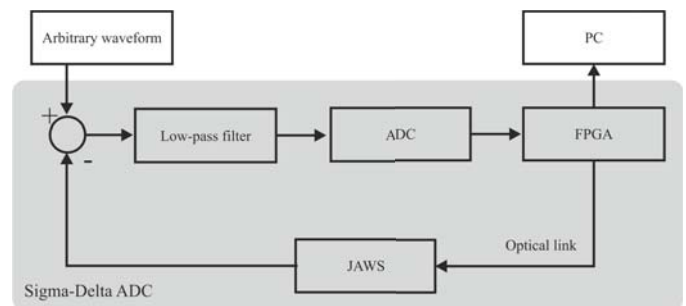 Arbitrary waveform
PC
+
-
Low-pass filter
ADC
FPGA
Optical link
JAWS
Sigma-Delta ADC